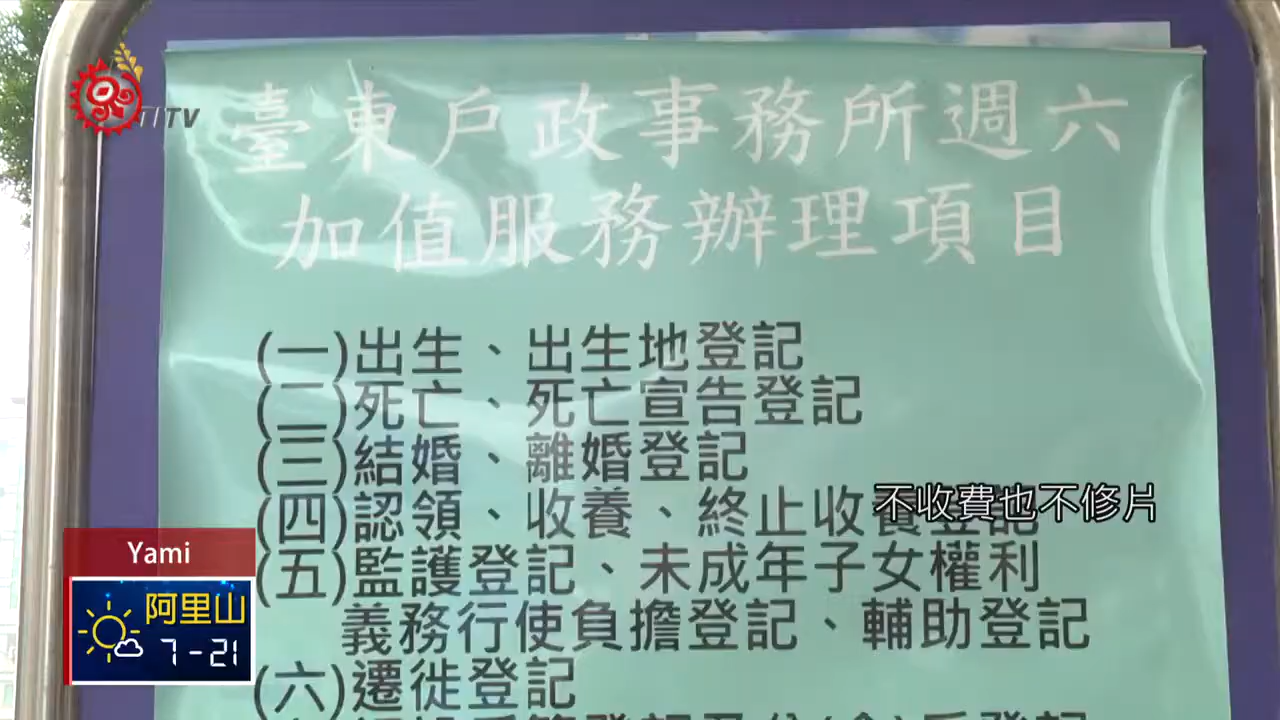 TITV
臺東戶政事務所週六
加值服務辦理項目
(一)出生、出生地登記
(二)死亡、死亡宣告登記
(三)結婚、離婚登記
(四)認領、收養、終止收養登記
不收費也不修片
(五)監護登記、未成年子女權利
義務行使負擔登記、輔助登記
(六)遷徙登記
Yami
阿里山
7-21